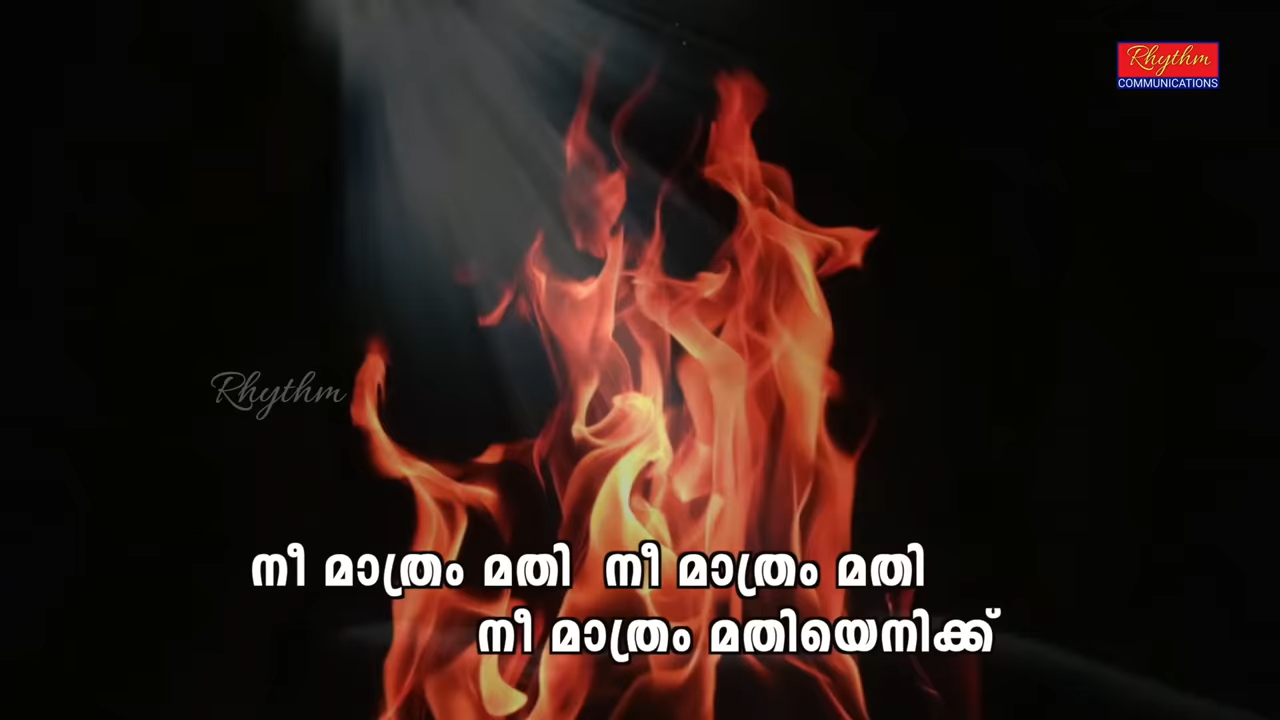 Rhythm
COMMUNICATIONS
Rhythm
നീ മാത്രം മതി നീ മാത്രം മതി
നീ മാത്രം മതിയെനിക്ക്